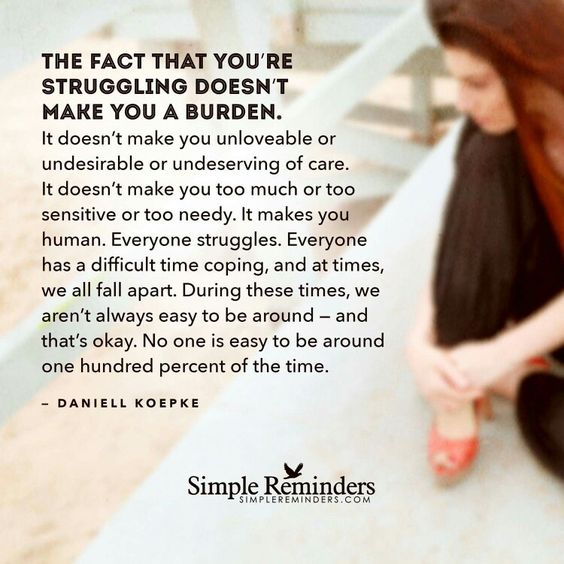 THE FACT THAT YOU'RE
STRUGGLING DOESN'T
MAKE YOU A BURDEN.
It doesn't make you unloveable or
undesirable or undeserving of care.
It doesn't make you too much or too
sensitive or too needy. It makes you
human. Everyone struggles. Everyone
has a difficult time coping, and at times,
we all fall apart. During these times, we
aren't always easy to be around – and
that's okay. No one is easy to be around
one hundred percent of the time.
– DANIELL KOEPKE
Simple Reminders
SIMPLEREMINDERS.COM